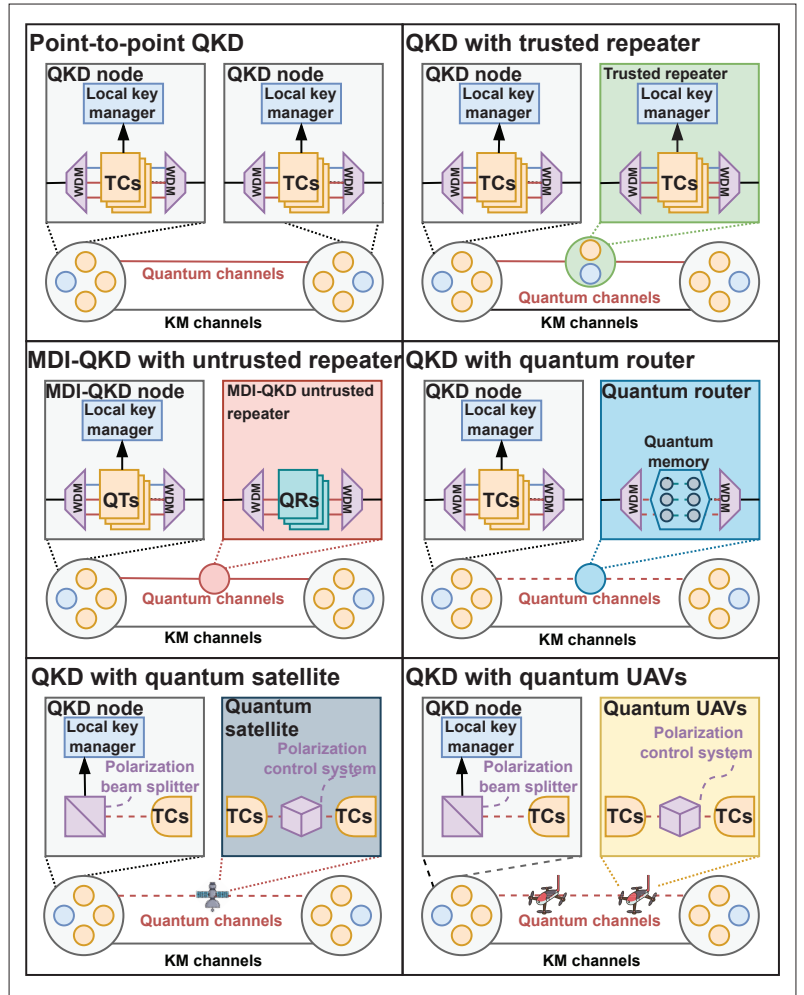 Point-to-point QKD
QKD node
Local key
manager
WDM
TCs
WDM
QKD node
Local key
manager
WDM
TCs
WDM
Quantum channels
KM channels
QKD with trusted repeater
QKD node
Local key
manager
WDM
TCs
WDM
Trusted repeater
Local key
manager
WDM
TCs
WDM
Quantum channels
KM channels
MDI-QKD with untrusted repeater
MDI-QKD node
Local key
manager
WDM
QTs
WDM
MDI-QKD untrusted
repeater
WDM
QRs
WDM
Quantum channels
KM channels
QKD with quantum router
QKD node
Local key
manager
WDM
TCs
WDM
Quantum router
Quantum
memory
WDM
WDM
Quantum channels
KM channels
QKD with quantum satellite
QKD node
Local key
manager
Polarization
beam splitter
TCs
Quantum
satellite
Polarization
control system
TCs
TCs
Quantum channels
KM channels
QKD with quantum UAVs
QKD node
Local key
manager
Polarization
beam splitter
TCs
Quantum UAVs
Polarization
control system
TCs
TCs
Quantum channels
KM channels